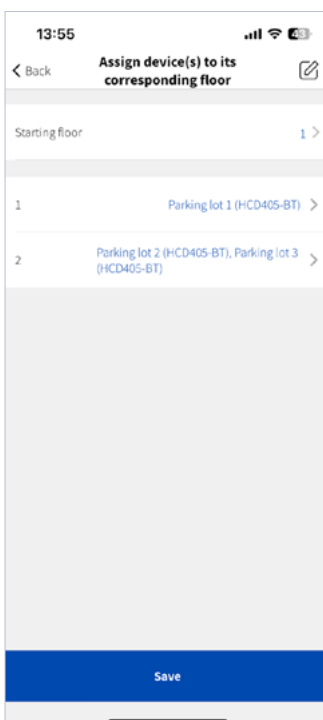 13:55
43
Back
Assign device(s) to its
corresponding floor
Starting floor 1
1 Parking lot 1 (HCD405-BT)
2 Parking lot 2 (HCD405-BT), Parking lot 3
(HCD405-BT)
Save